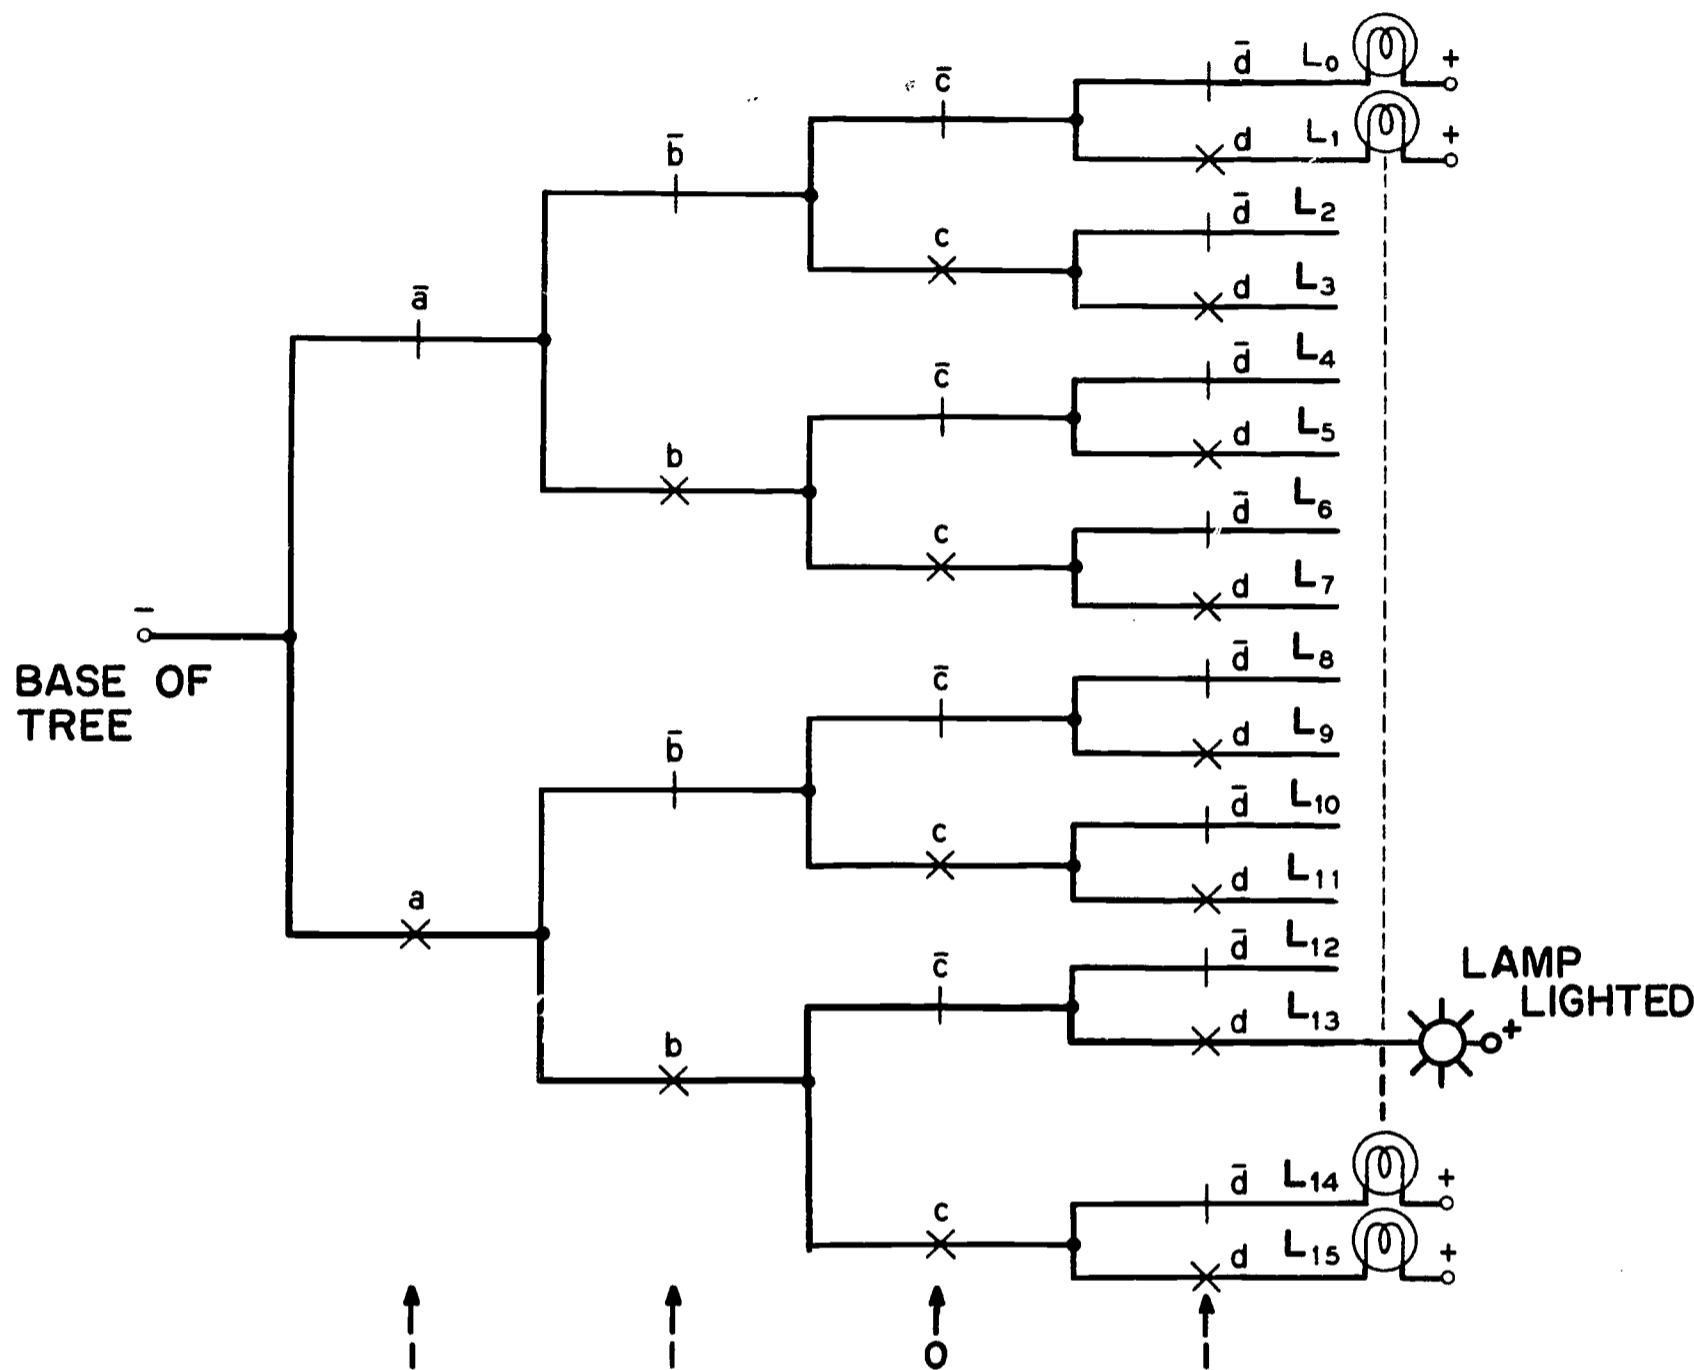 d̄ L₀ +
c̄
d L₁ +
b̄
d̄ L₂
c
d L₃
ā
d̄ L₄
c̄
d L₅
b
d̄ L₆
c
d L₇
−
BASE OF
TREE
d̄ L₈
c̄
d L₉
b̄
d̄ L₁₀
c
d L₁₁
a
d̄ L₁₂
c̄
LAMP
LIGHTED
d L₁₃ +
b
d̄ L₁₄ +
c
d L₁₅ +
1 1 0 1